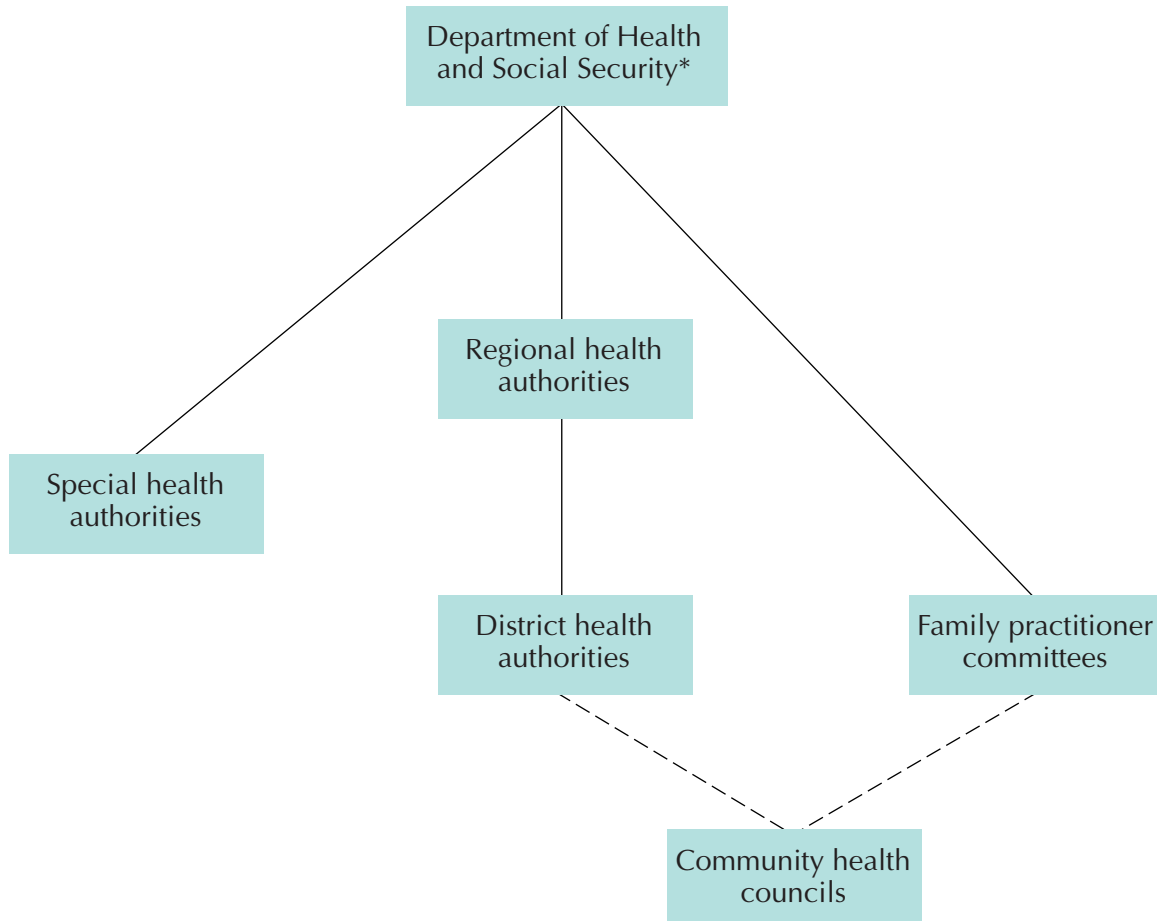 Department of Health
and Social Security*
Regional health
authorities
Special health
authorities
District health
authorities
Family practitioner
committees
Community health
councils